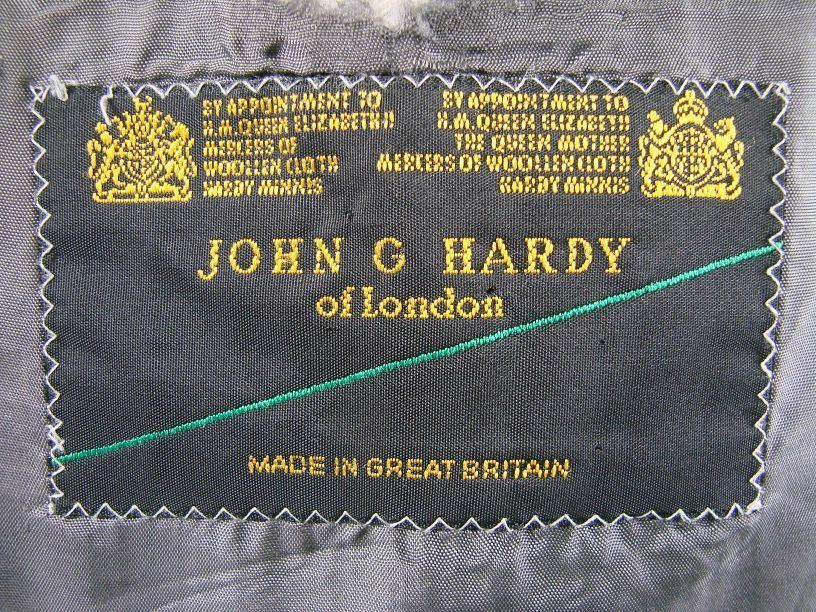 BY APPOINTMENT TO
H.M. QUEEN ELIZABETH II
MERCERS OF
WOOLLEN CLOTH
HARDY MINNIS
BY APPOINTMENT TO
H.M. QUEEN ELIZABETH
THE QUEEN MOTHER
MERCERS OF WOOLLEN CLOTH
HARDY MINNIS
JOHN G HARDY
of London
MADE IN GREAT BRITAIN